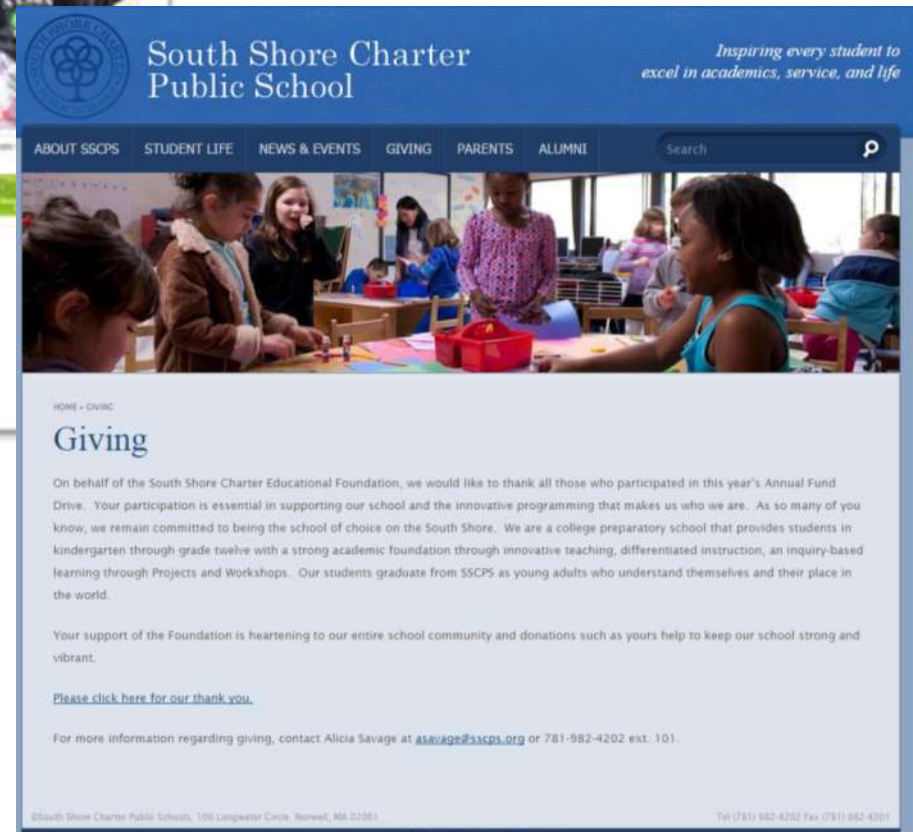 South Shore Charter
Public School
Inspiring every student to
excel in academics, service, and life
ABOUT SSCPS STUDENT LIFE NEWS & EVENTS GIVING PARENTS ALUMNI Search
HOME » GIVING
Giving
On behalf of the South Shore Charter Educational Foundation, we would like to thank all those who participated in this year's Annual Fund
Drive. Your participation is essential in supporting our school and the innovative programming that makes us who we are. As so many of you
know, we remain committed to being the school of choice on the South Shore. We are a college preparatory school that provides students in
kindergarten through grade twelve with a strong academic foundation through innovative teaching, differentiated instruction, an inquiry-based
learning through Projects and Workshops. Our students graduate from SSCPS as young adults who understand themselves and their place in
the world.
Your support of the Foundation is heartening to our entire school community and donations such as yours help to keep our school strong and
vibrant.
Please click here for our thank you.
For more information regarding giving, contact Alicia Savage at asavage@sscps.org or 781-982-4202 ext. 101.
©South Shore Charter Public Schools, 100 Longwater Circle, Norwell, MA 02061
Tel (781) 982-4202 Fax (781) 982-4201